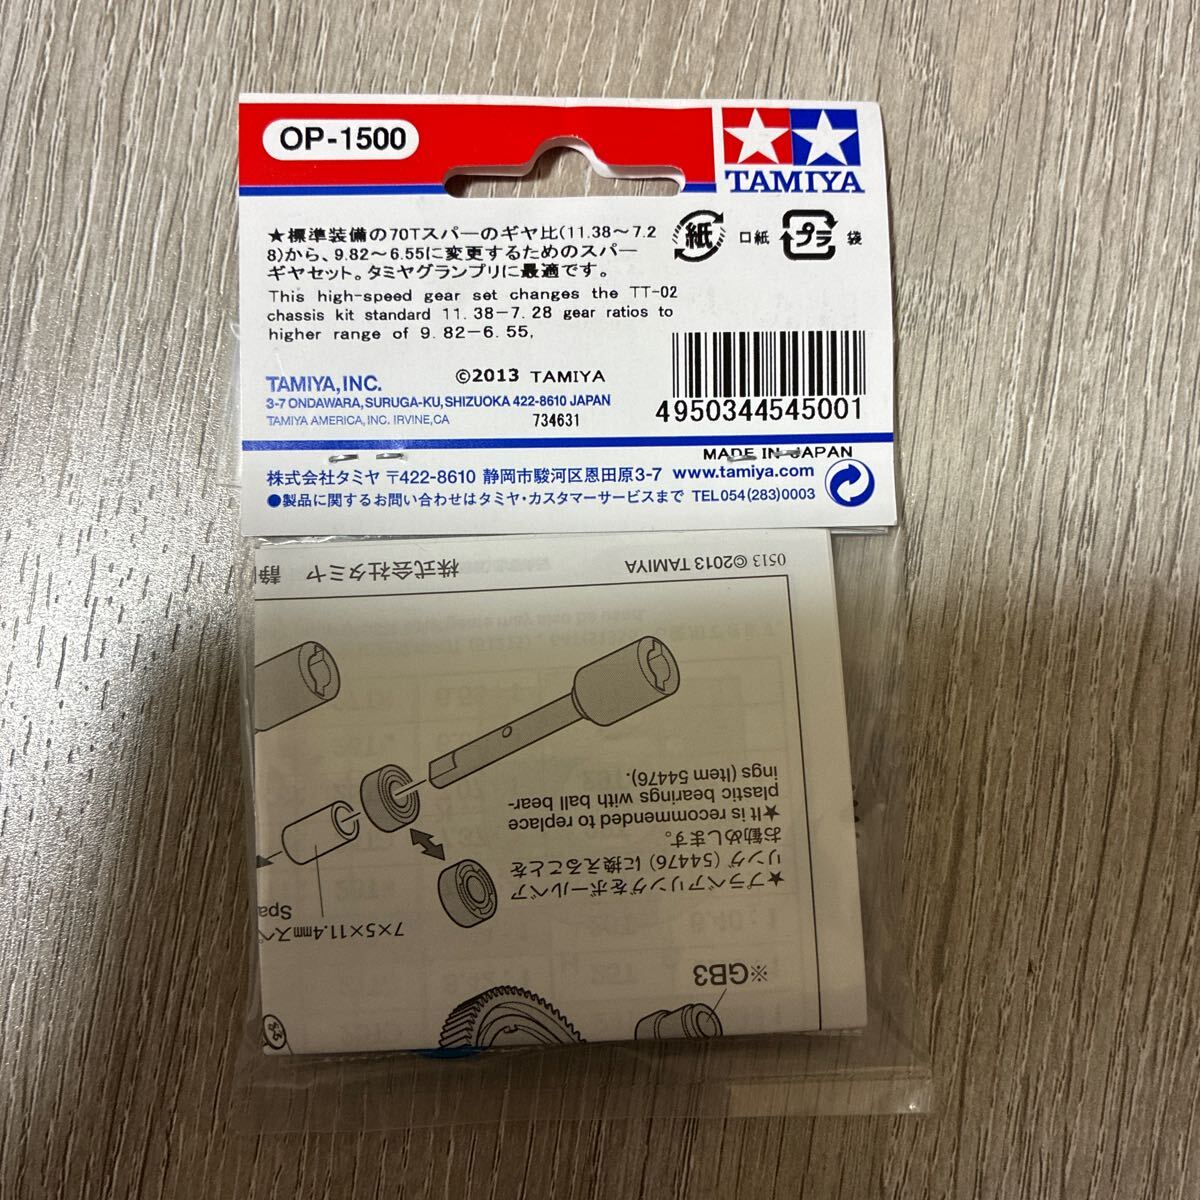 OP-1500
TAMIYA
★標準装備の70Tスパーのギヤ比(11.38～7.2
8)から、9.82～6.55に変更するためのスパー
ギヤセット。タミヤグランプリに最適です。
紙 口紙 プラ 袋
This high-speed gear set changes the TT-02
chassis kit standard 11.38-7.28 gear ratios to
higher range of 9.82-6.55,
TAMIYA,INC. ©2013 TAMIYA
3-7 ONDAWARA, SURUGA-KU, SHIZUOKA 422-8610 JAPAN
TAMIYA AMERICA, INC. IRVINE,CA 734631
4950344545001
MADE IN JAPAN
株式会社タミヤ 〒422-8610 静岡市駿河区恩田原3-7 www.tamiya.com
●製品に関するお問い合わせはタミヤ・カスタマーサービスまで TEL054(283)0003
※GB3
7×5×11.4mmスペ
Spa
★プラベアリングをボールベア
リング (54476) に換えることを
お勧めします。
★It is recommended to replace
plastic bearings with ball bear-
ings (Item 54476).
0513 ©2013 TAMIYA 株式会社タミヤ 静